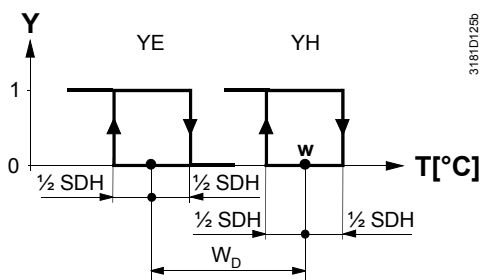 Y
YE
YH
3181D125b
1
w
0
T[°C]
½ SDH
½ SDH
½ SDH
½ SDH
W_D